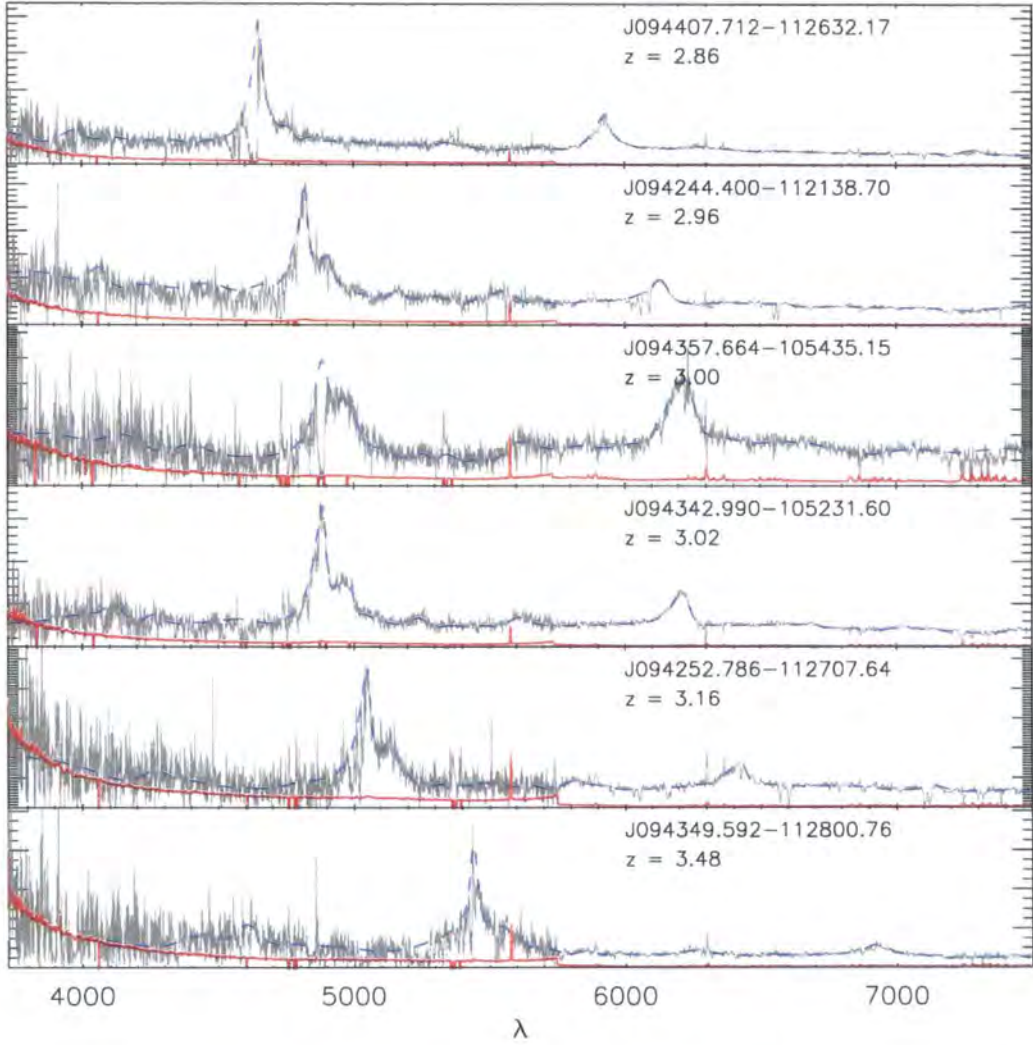 J094407.712−112632.17
z = 2.86
J094244.400−112138.70
z = 2.96
J094357.664−105435.15
z = 3.00
J094342.990−105231.60
z = 3.02
J094252.786−112707.64
z = 3.16
J094349.592−112800.76
z = 3.48
4000 5000 6000 7000
λ